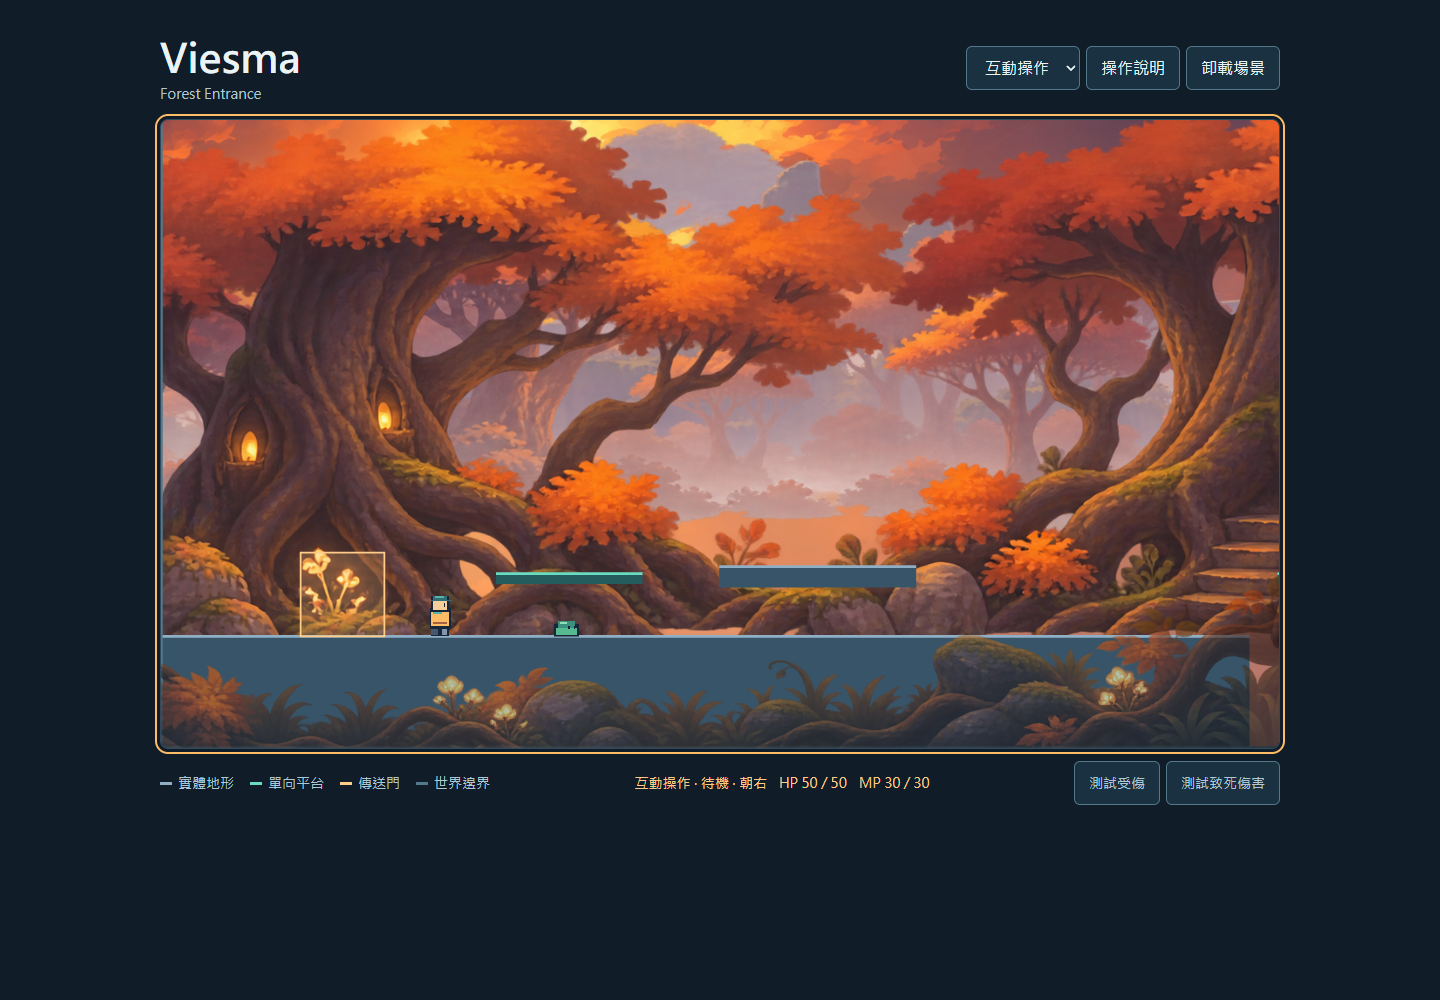 Viesma
Forest Entrance
互動操作
操作說明
卸載場景
實體地形
單向平台
傳送門
世界邊界
互動操作 · 待機 · 朝右 HP 50 / 50 MP 30 / 30
測試受傷
測試致死傷害